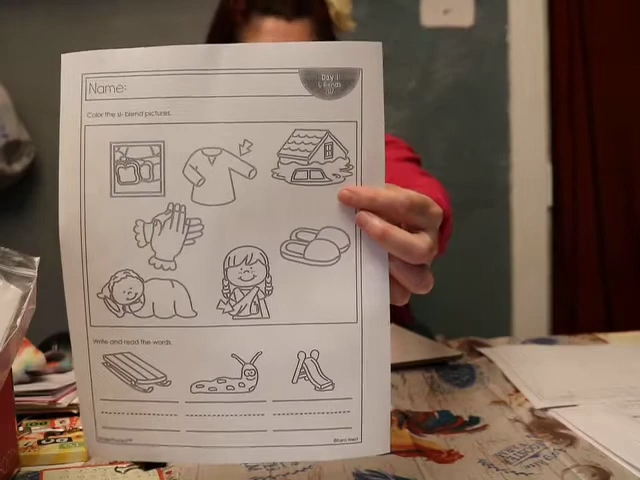 Name:
Day 1
L Blends
Color the sl- blend pictures.
Write and read the words.